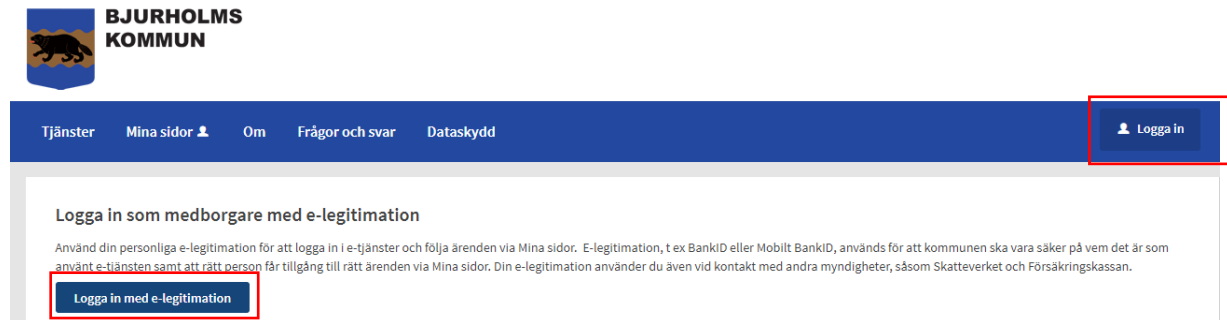 BJURHOLMS
KOMMUN
Tjänster Mina sidor Om Frågor och svar Dataskydd Logga in
Logga in som medborgare med e-legitimation
Använd din personliga e-legitimation för att logga in i e-tjänster och följa ärenden via Mina sidor. E-legitimation, t ex BankID eller Mobilt BankID, används för att kommunen ska vara säker på vem det är som
använt e-tjänsten samt att rätt person får tillgång till rätt ärenden via Mina sidor. Din e-legitimation använder du även vid kontakt med andra myndigheter, såsom Skatteverket och Försäkringskassan.
Logga in med e-legitimation